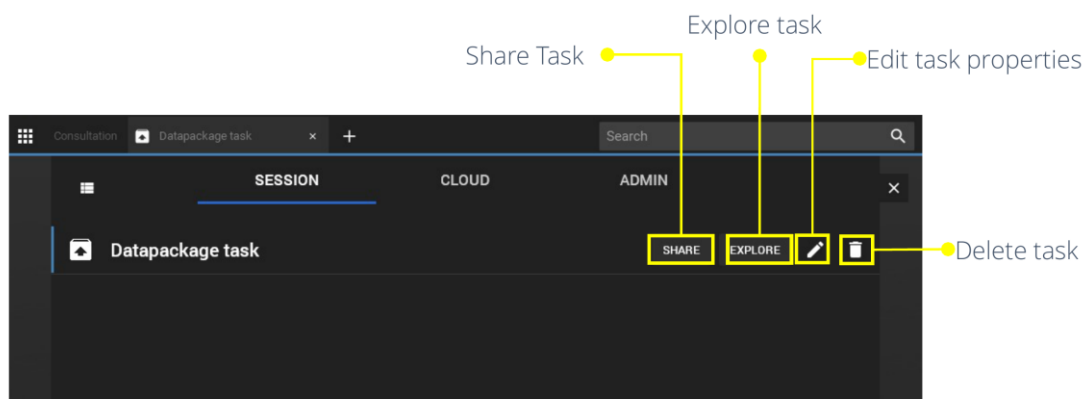 Explore task
Share Task
Edit task properties
Consultation Datapackage task × + Search
SESSION CLOUD ADMIN
Datapackage task SHARE EXPLORE
Delete task